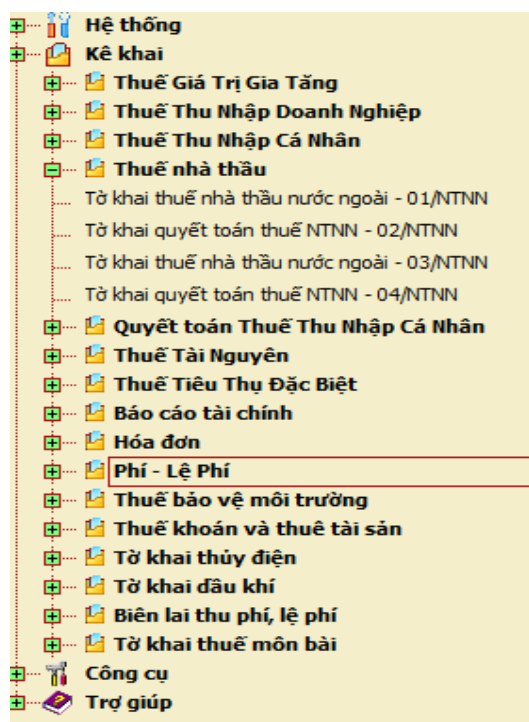 Hệ thống
Kê khai
Thuế Giá Trị Gia Tăng
Thuế Thu Nhập Doanh Nghiệp
Thuế Thu Nhập Cá Nhân
Thuế nhà thầu
Tờ khai thuế nhà thầu nước ngoài - 01/NTNN
Tờ khai quyết toán thuế NTNN - 02/NTNN
Tờ khai thuế nhà thầu nước ngoài - 03/NTNN
Tờ khai quyết toán thuế NTNN - 04/NTNN
Quyết toán Thuế Thu Nhập Cá Nhân
Thuế Tài Nguyên
Thuế Tiêu Thụ Đặc Biệt
Báo cáo tài chính
Hóa đơn
Phí - Lệ Phí
Thuế bảo vệ môi trường
Thuế khoán và thuê tài sản
Tờ khai thủy điện
Tờ khai dầu khí
Biên lai thu phí, lệ phí
Tờ khai thuế môn bài
Công cụ
Trợ giúp